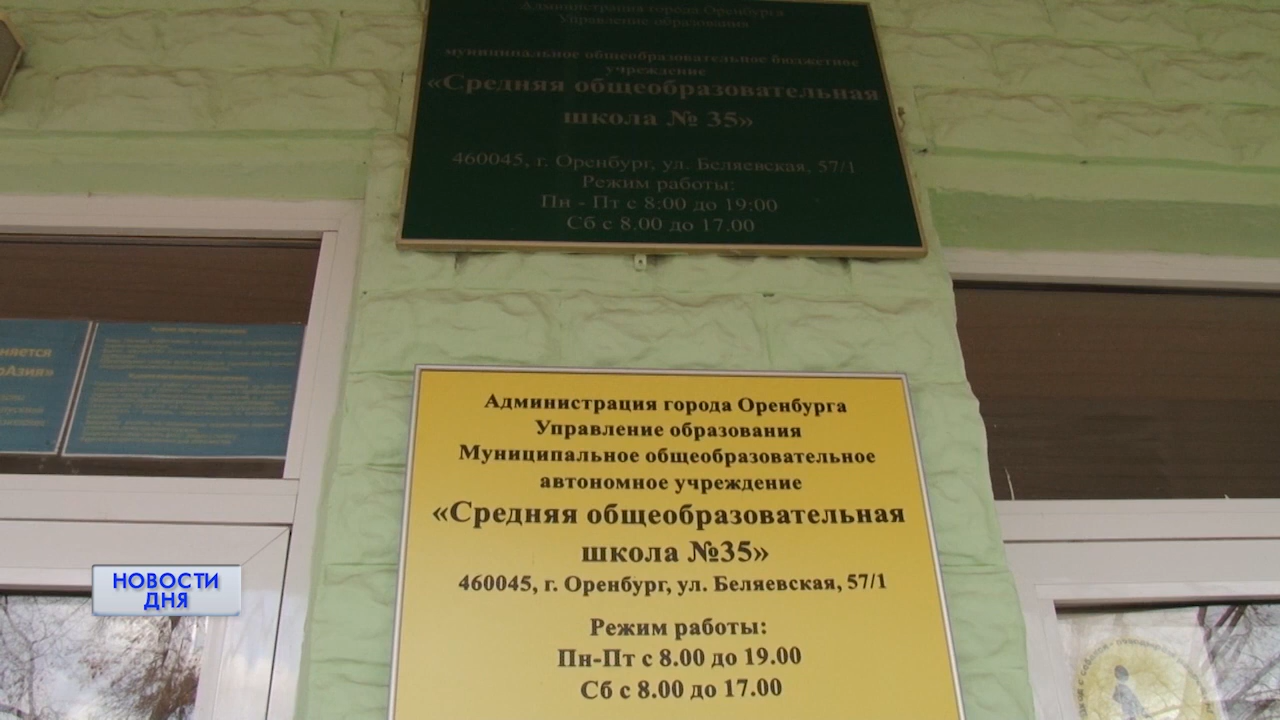 Администрация города Оренбурга
Управление образования
муниципальное общеобразовательное бюджетное
учреждение
«Средняя общеобразовательная
школа № 35»
460045, г. Оренбург, ул. Беляевская, 57/1
Режим работы:
Пн - Пт с 8:00 до 19:00
Сб с 8.00 до 17.00
няется
Азия»
Администрация города Оренбурга
Управление образования
Муниципальное общеобразовательное
автономное учреждение
«Средняя общеобразовательная
школа №35»
460045, г. Оренбург, ул. Беляевская, 57/1
Режим работы:
Пн-Пт с 8.00 до 19.00
Сб с 8.00 до 17.00
НОВОСТИ
ДНЯ